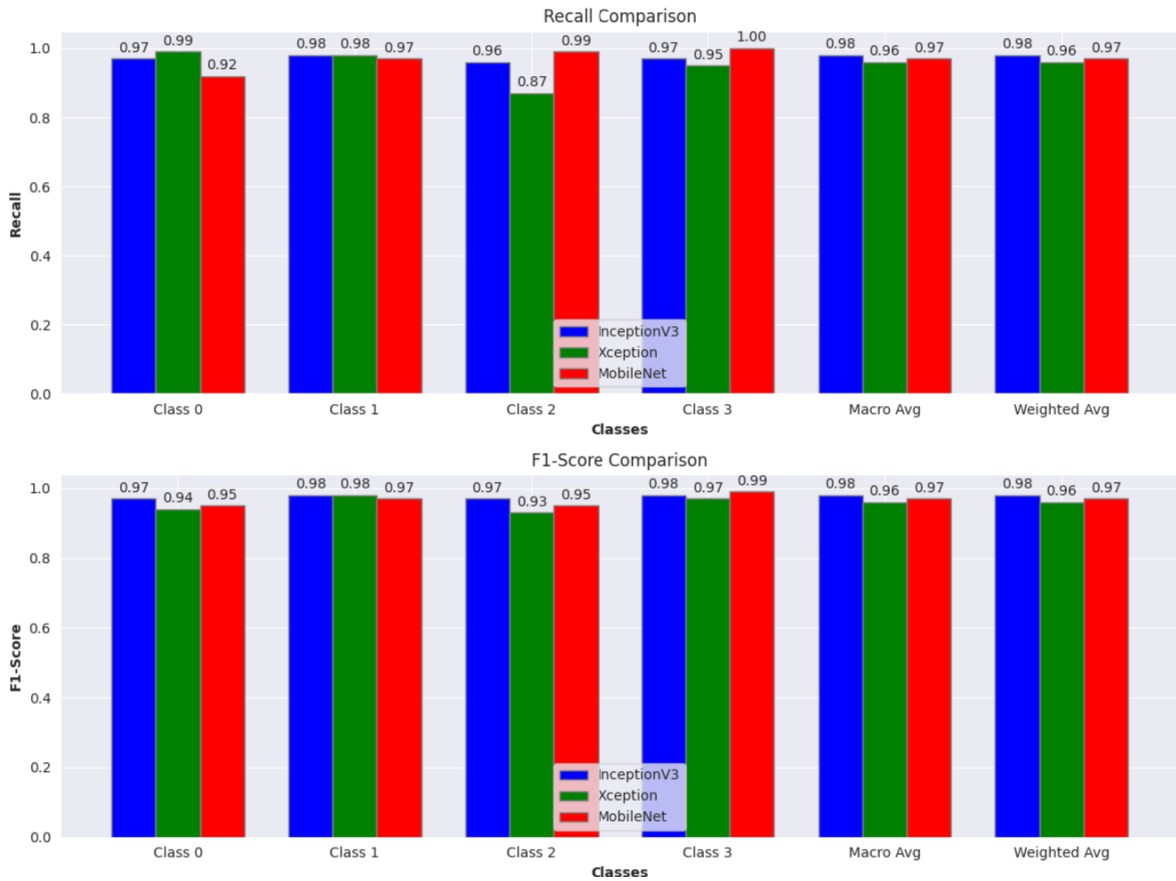 Recall Comparison
0.97 0.99 0.92 0.98 0.98 0.97 0.96 0.87 0.99 0.97 0.95 1.00 0.98 0.96 0.97 0.98 0.96 0.97
1.0
0.8
0.6
0.4
0.2
0.0
Recall
InceptionV3
Xception
MobileNet
Class 0 Class 1 Class 2 Class 3 Macro Avg Weighted Avg
Classes
F1-Score Comparison
0.97 0.94 0.95 0.98 0.98 0.97 0.97 0.93 0.95 0.98 0.97 0.99 0.98 0.96 0.97 0.98 0.96 0.97
1.0
0.8
0.6
0.4
0.2
0.0
F1-Score
InceptionV3
Xception
MobileNet
Class 0 Class 1 Class 2 Class 3 Macro Avg Weighted Avg
Classes